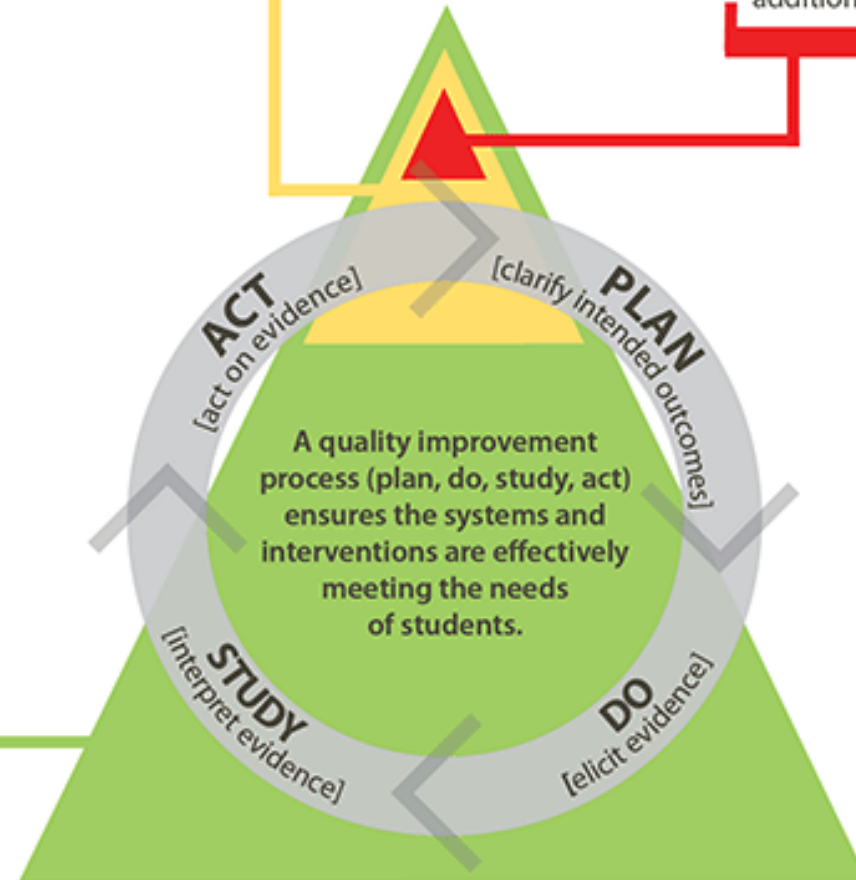 addition
PLAN
[clarify intended outcomes]
DO
[elicit evidence]
STUDY
[interpret evidence]
ACT
[act on evidence]
A quality improvement
process (plan, do, study, act)
ensures the systems and
interventions are effectively
meeting the needs
of students.